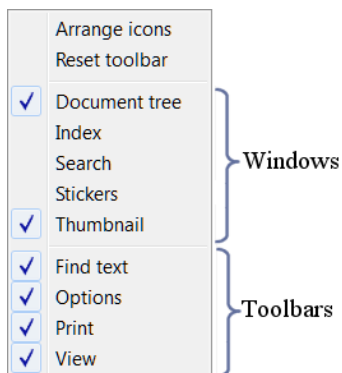 Arrange icons
Reset toolbar
Document tree
Index
Search
Stickers
Thumbnail
Windows
Find text
Options
Print
View
Toolbars